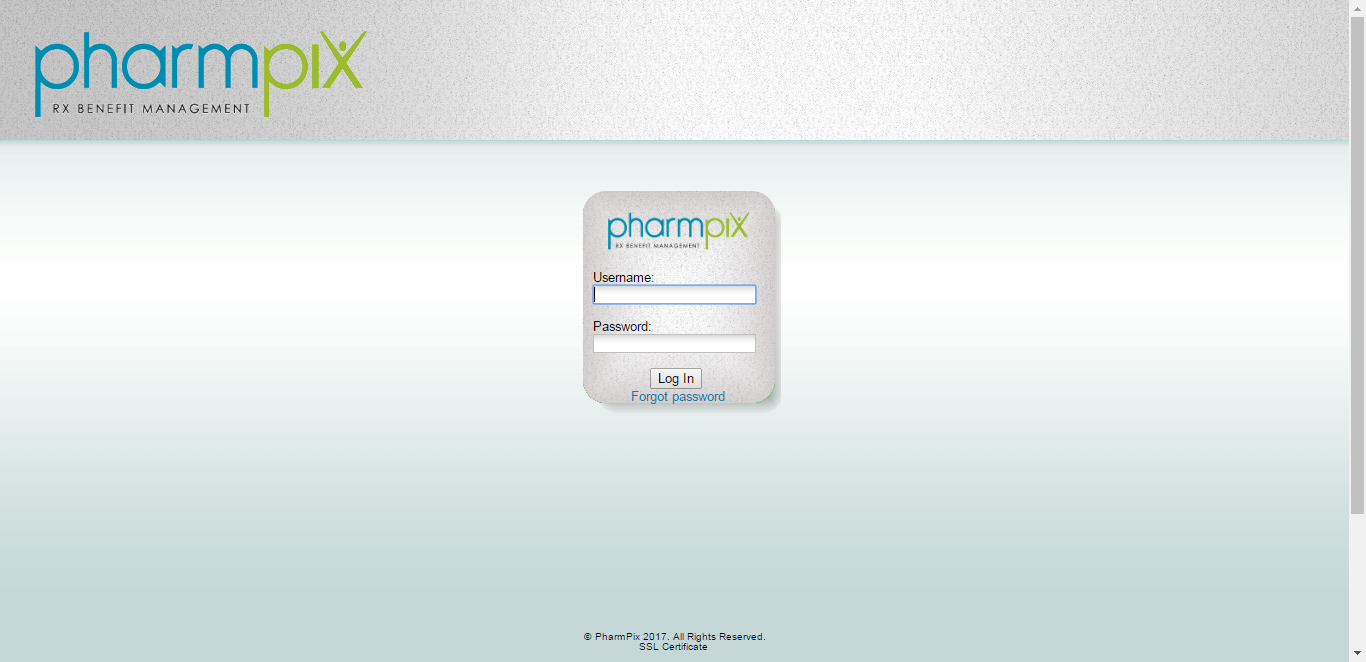 pharmpix
RX BENEFIT MANAGEMENT
pharmpix
RX BENEFIT MANAGEMENT
Username:
Password:
Log In
Forgot password
© PharmPix 2017. All Rights Reserved.
SSL Certificate